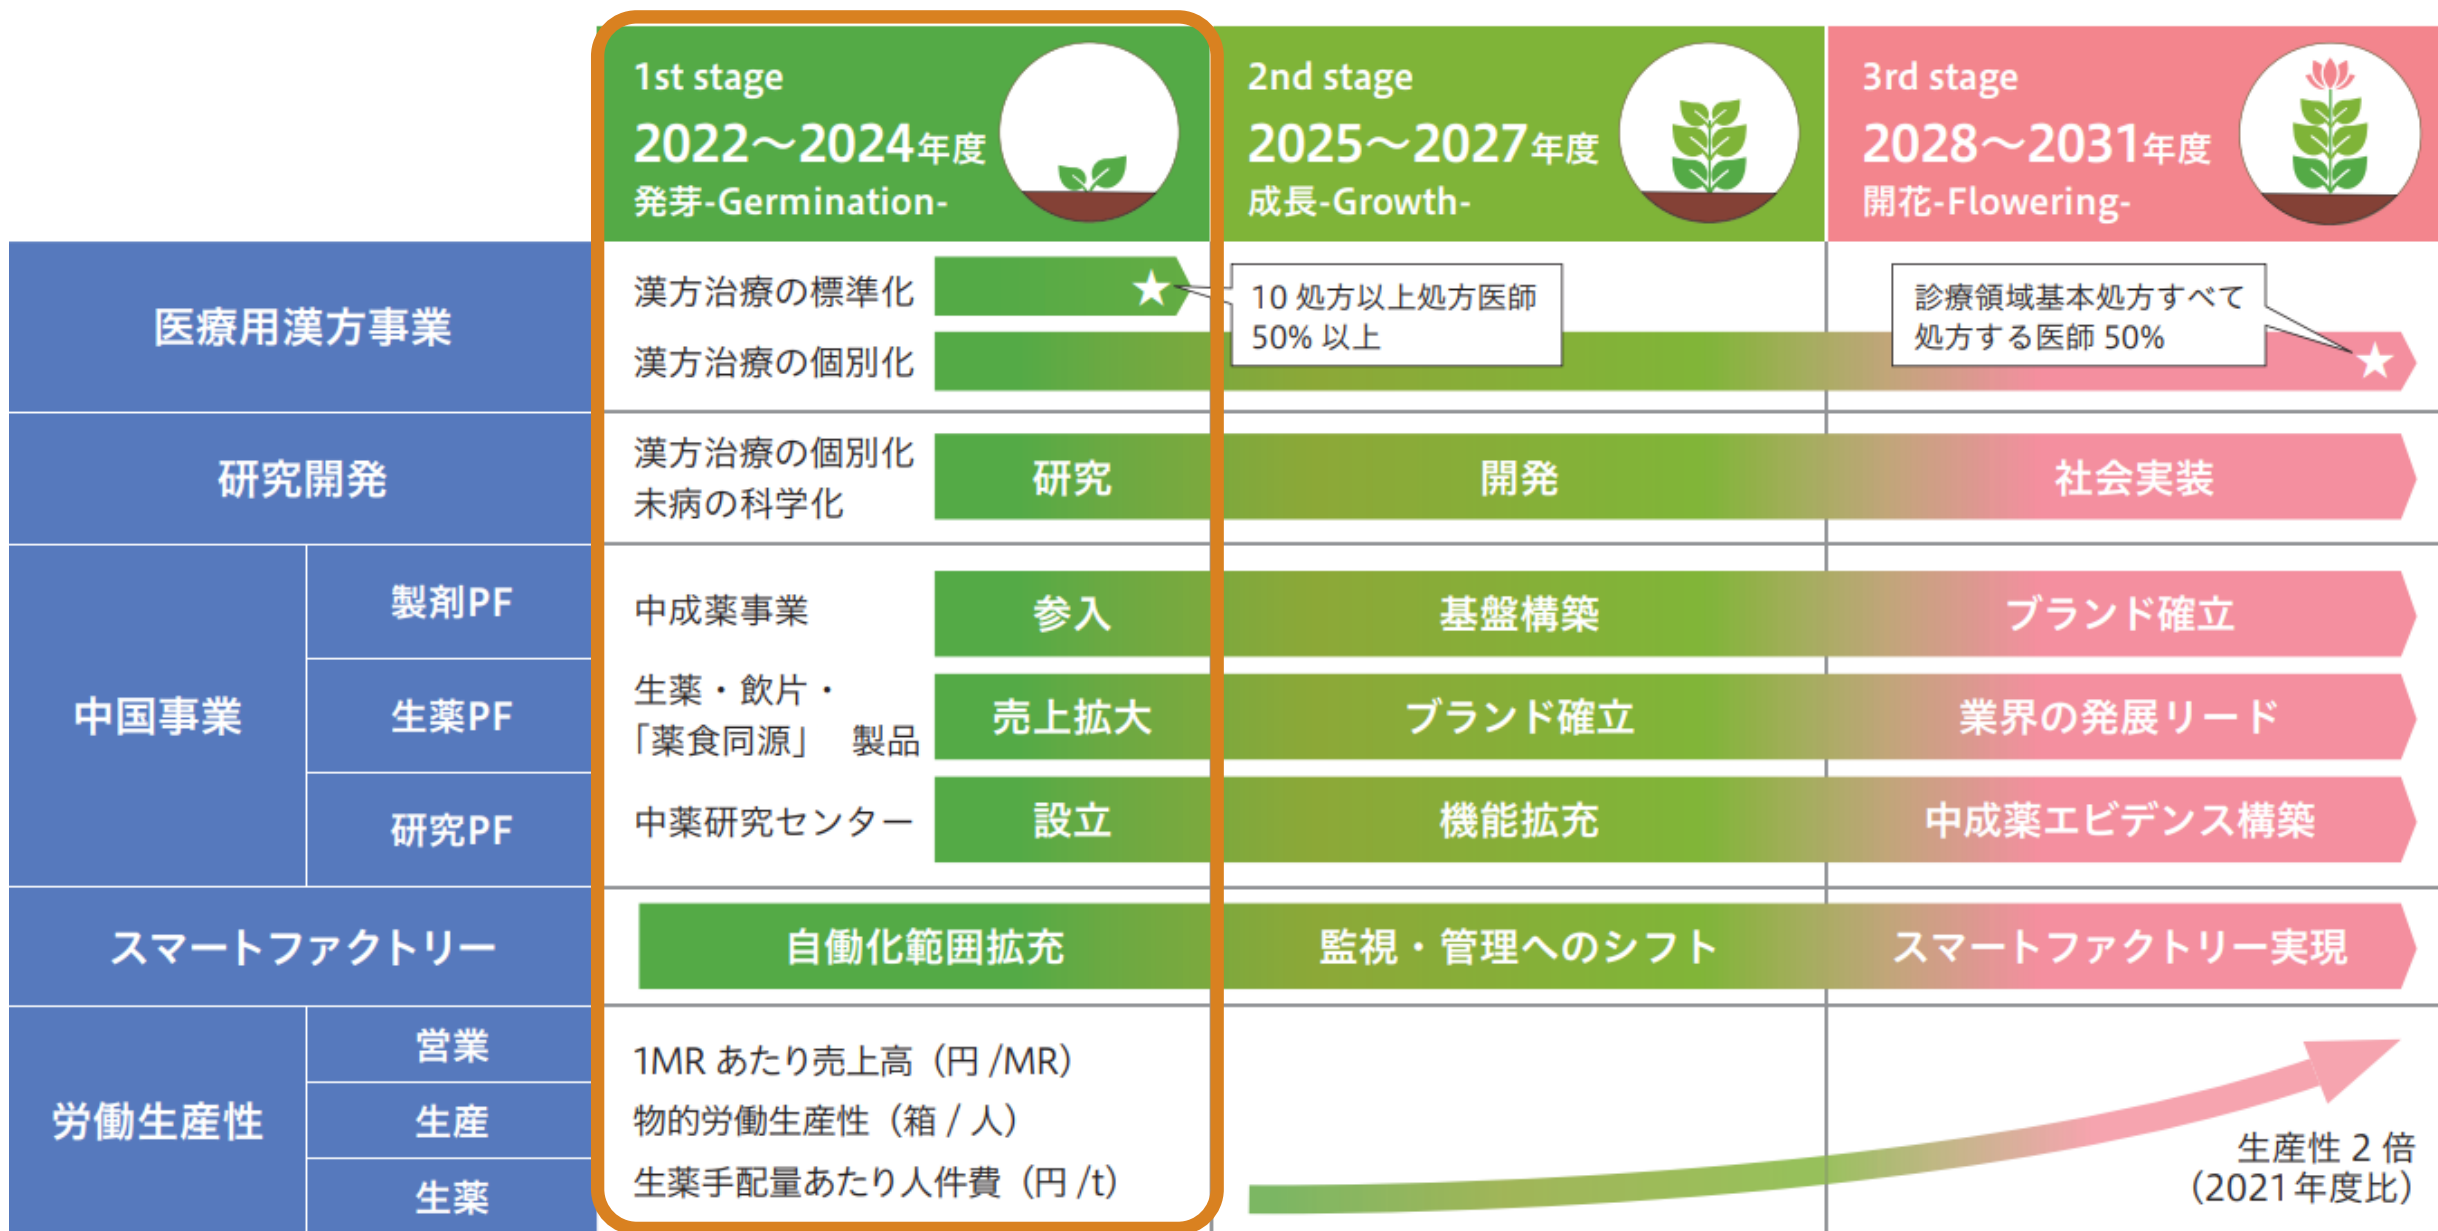 1st stage
2022～2024年度
発芽-Germination-
2nd stage
2025～2027年度
成長-Growth-
3rd stage
2028～2031年度
開花-Flowering-
医療用漢方事業
漢方治療の標準化
10 処方以上処方医師
50% 以上
漢方治療の個別化
診療領域基本処方すべて
処方する医師 50%
研究開発
漢方治療の個別化
未病の科学化
研究
開発
社会実装
中国事業
製剤PF
中成薬事業
参入
基盤構築
ブランド確立
生薬PF
生薬・飲片・
「薬食同源」 製品
売上拡大
ブランド確立
業界の発展リード
研究PF
中薬研究センター
設立
機能拡充
中成薬エビデンス構築
スマートファクトリー
自働化範囲拡充
監視・管理へのシフト
スマートファクトリー実現
労働生産性
営業
1MR あたり売上高（円 /MR）
生産
物的労働生産性（箱 / 人）
生薬
生薬手配量あたり人件費（円 /t）
生産性 2 倍
（2021年度比）